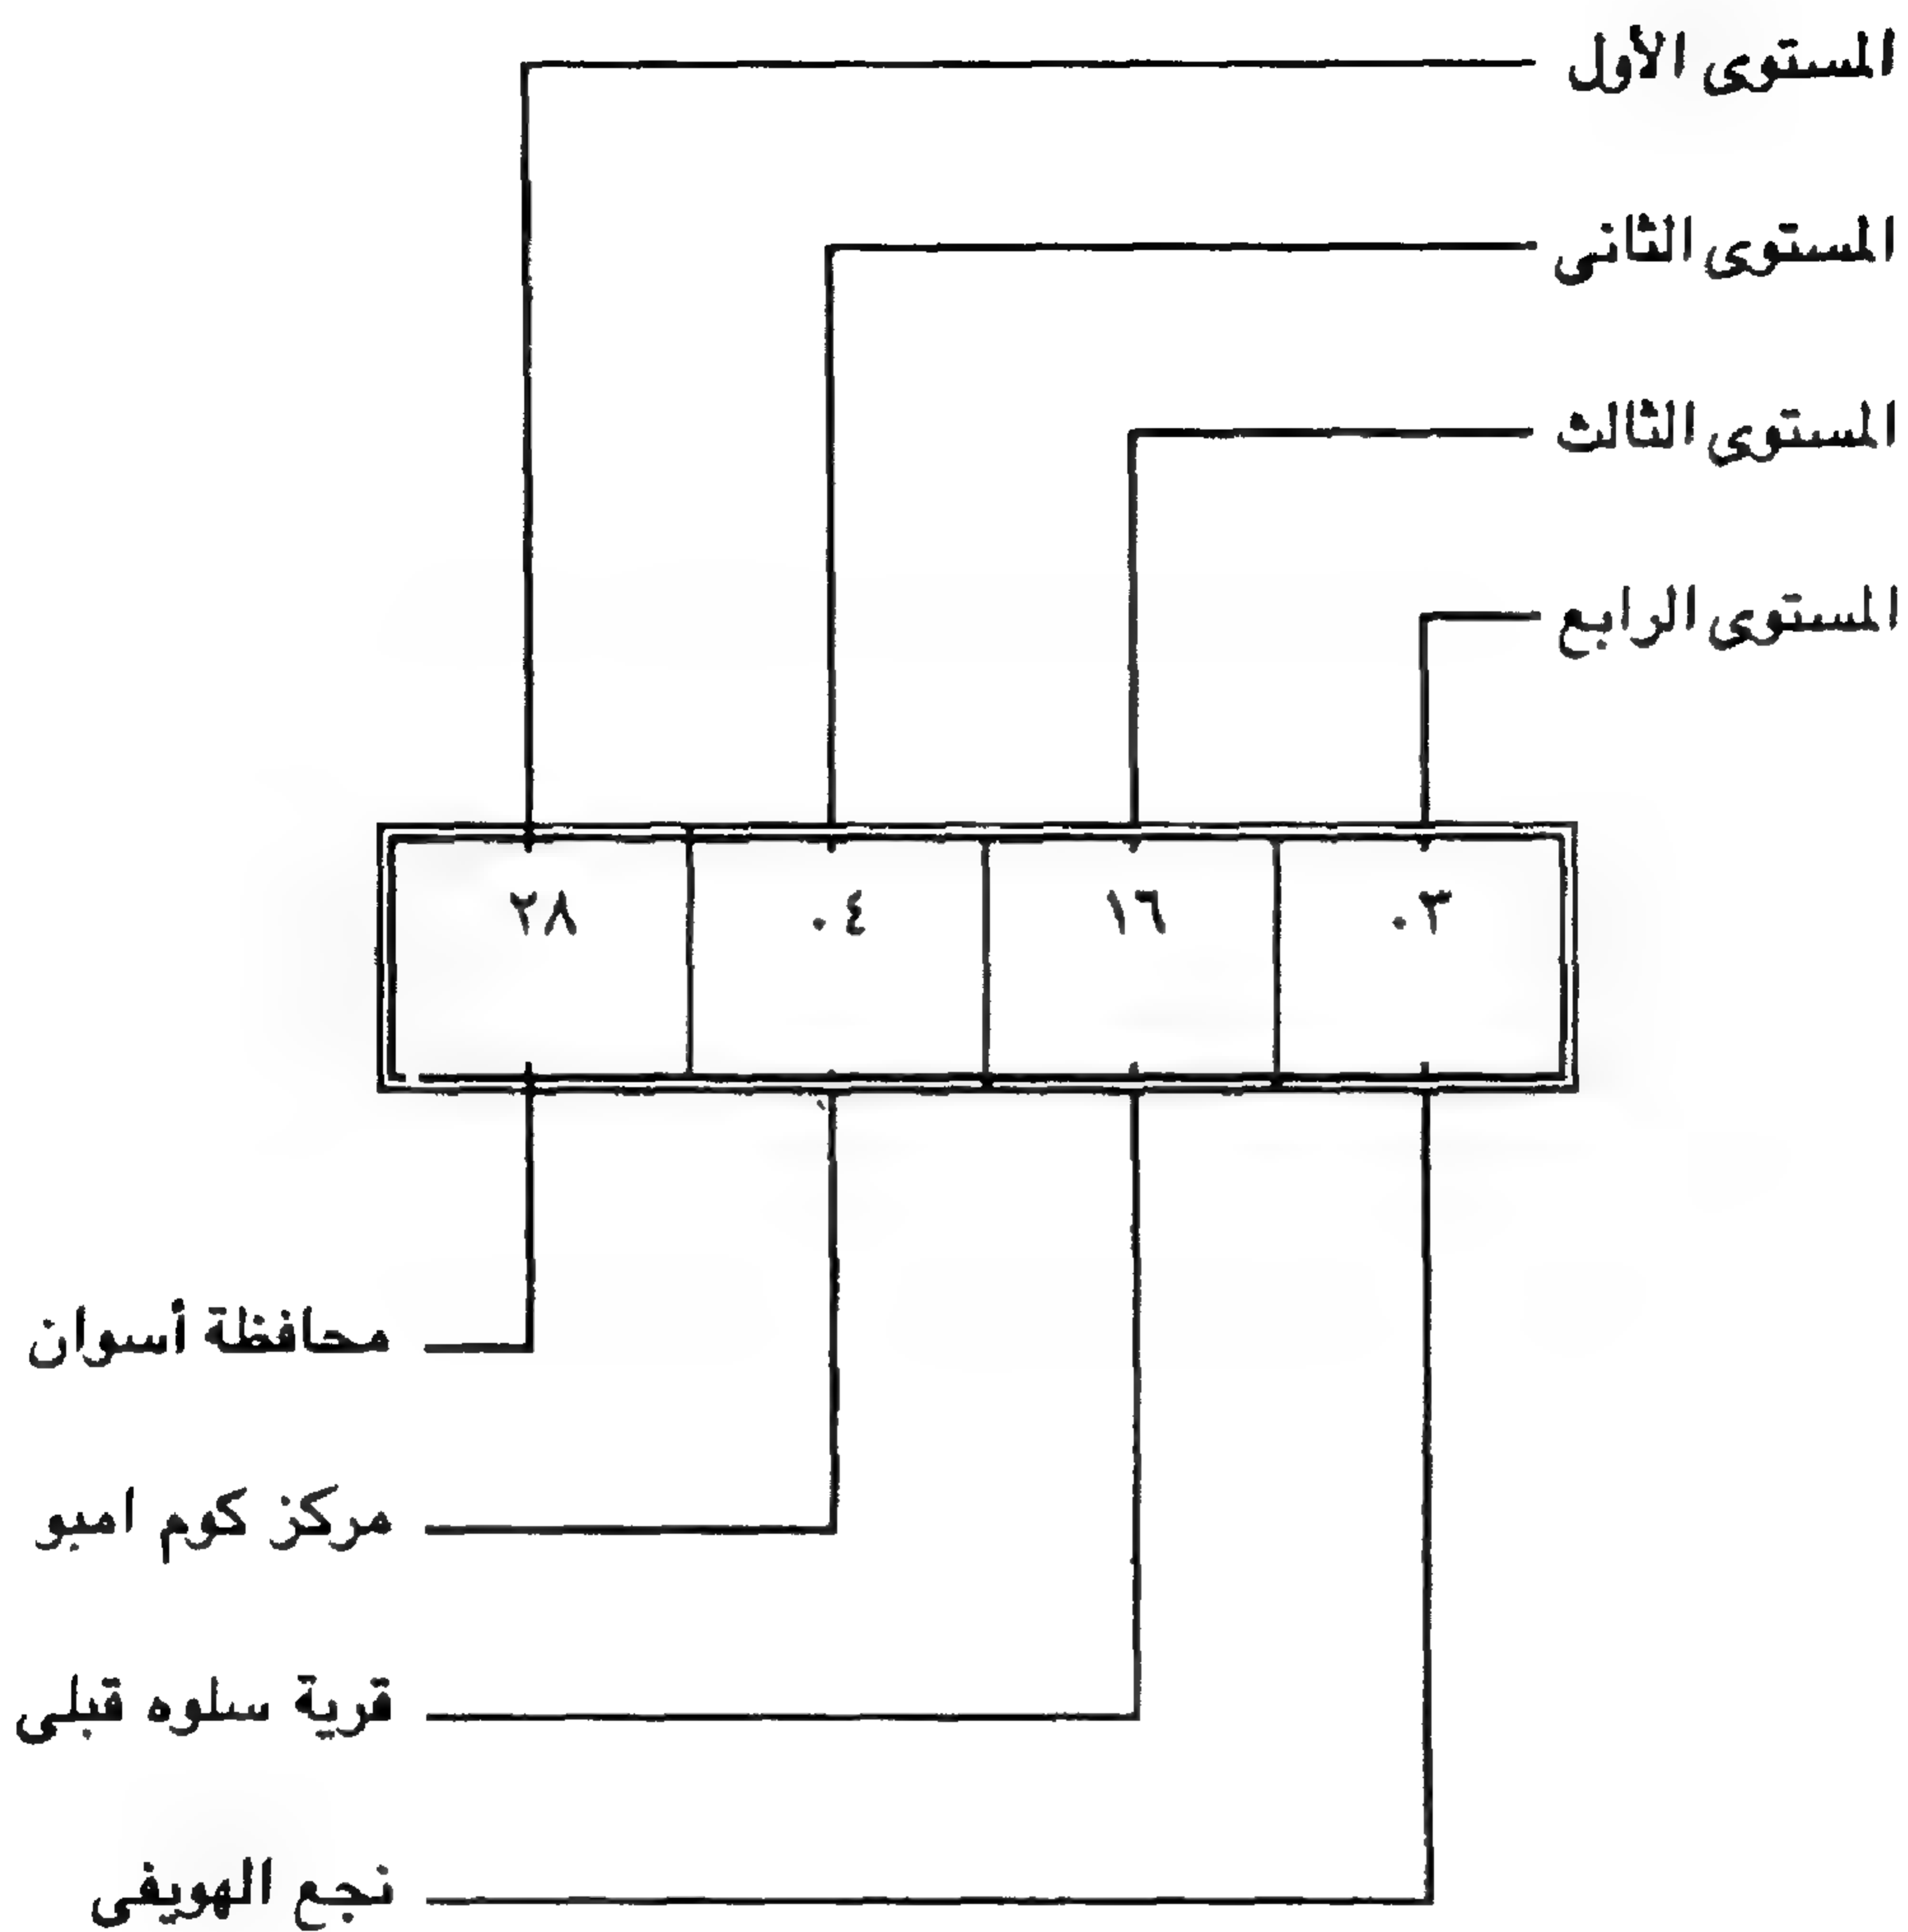 المستوى الأول
المستوى الثانى
المستوى الثالث
المستوى الرابع
٢٨ ٠٤ ١٦ ٠٣
محافظة أسوان
مركز كوم امبو
قرية سلوه قبلى
نجع الهويفى